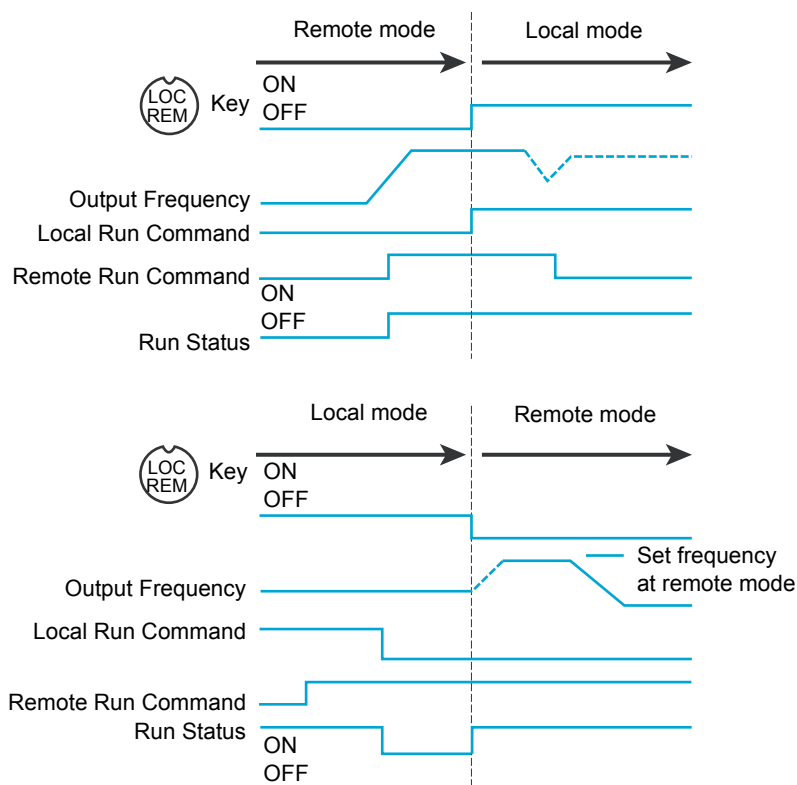 Remote mode
Local mode
LOC
REM
Key
ON
OFF
Output Frequency
Local Run Command
Remote Run Command
ON
OFF
Run Status
Local mode
Remote mode
LOC
REM
Key
ON
OFF
Set frequency
at remote mode
Output Frequency
Local Run Command
Remote Run Command
Run Status
ON
OFF